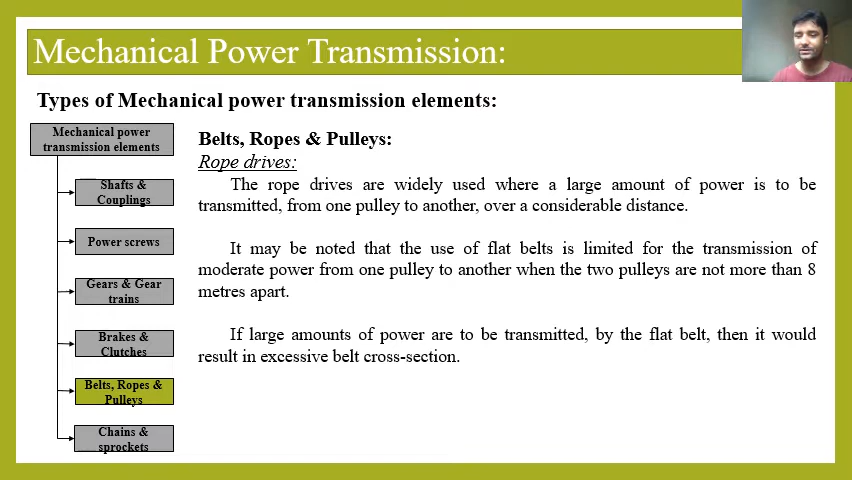 Mechanical Power Transmission:
Types of Mechanical power transmission elements:
Mechanical power
transmission elements
Shafts &
Couplings
Power screws
Gears & Gear
trains
Brakes &
Clutches
Belts, Ropes &
Pulleys
Chains &
sprockets
Belts, Ropes & Pulleys:
Rope drives:
The rope drives are widely used where a large amount of power is to be
transmitted, from one pulley to another, over a considerable distance.
It may be noted that the use of flat belts is limited for the transmission of
moderate power from one pulley to another when the two pulleys are not more than 8
metres apart.
If large amounts of power are to be transmitted, by the flat belt, then it would
result in excessive belt cross-section.